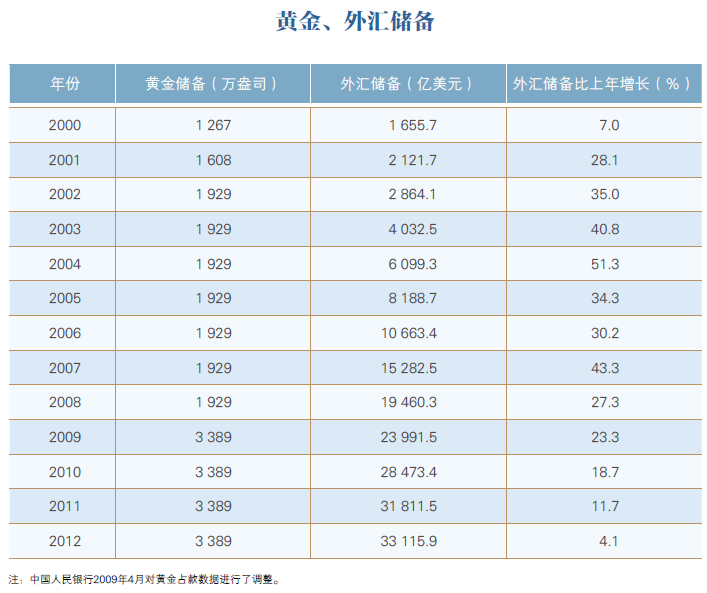 黄金、外汇储备
年份 黄金储备（万盎司） 外汇储备（亿美元） 外汇储备比上年增长（%）
2000 1 267 1 655.7 7.0
2001 1 608 2 121.7 28.1
2002 1 929 2 864.1 35.0
2003 1 929 4 032.5 40.8
2004 1 929 6 099.3 51.3
2005 1 929 8 188.7 34.3
2006 1 929 10 663.4 30.2
2007 1 929 15 282.5 43.3
2008 1 929 19 460.3 27.3
2009 3 389 23 991.5 23.3
2010 3 389 28 473.4 18.7
2011 3 389 31 811.5 11.7
2012 3 389 33 115.9 4.1
注：中国人民银行2009年4月对黄金占款数据进行了调整。